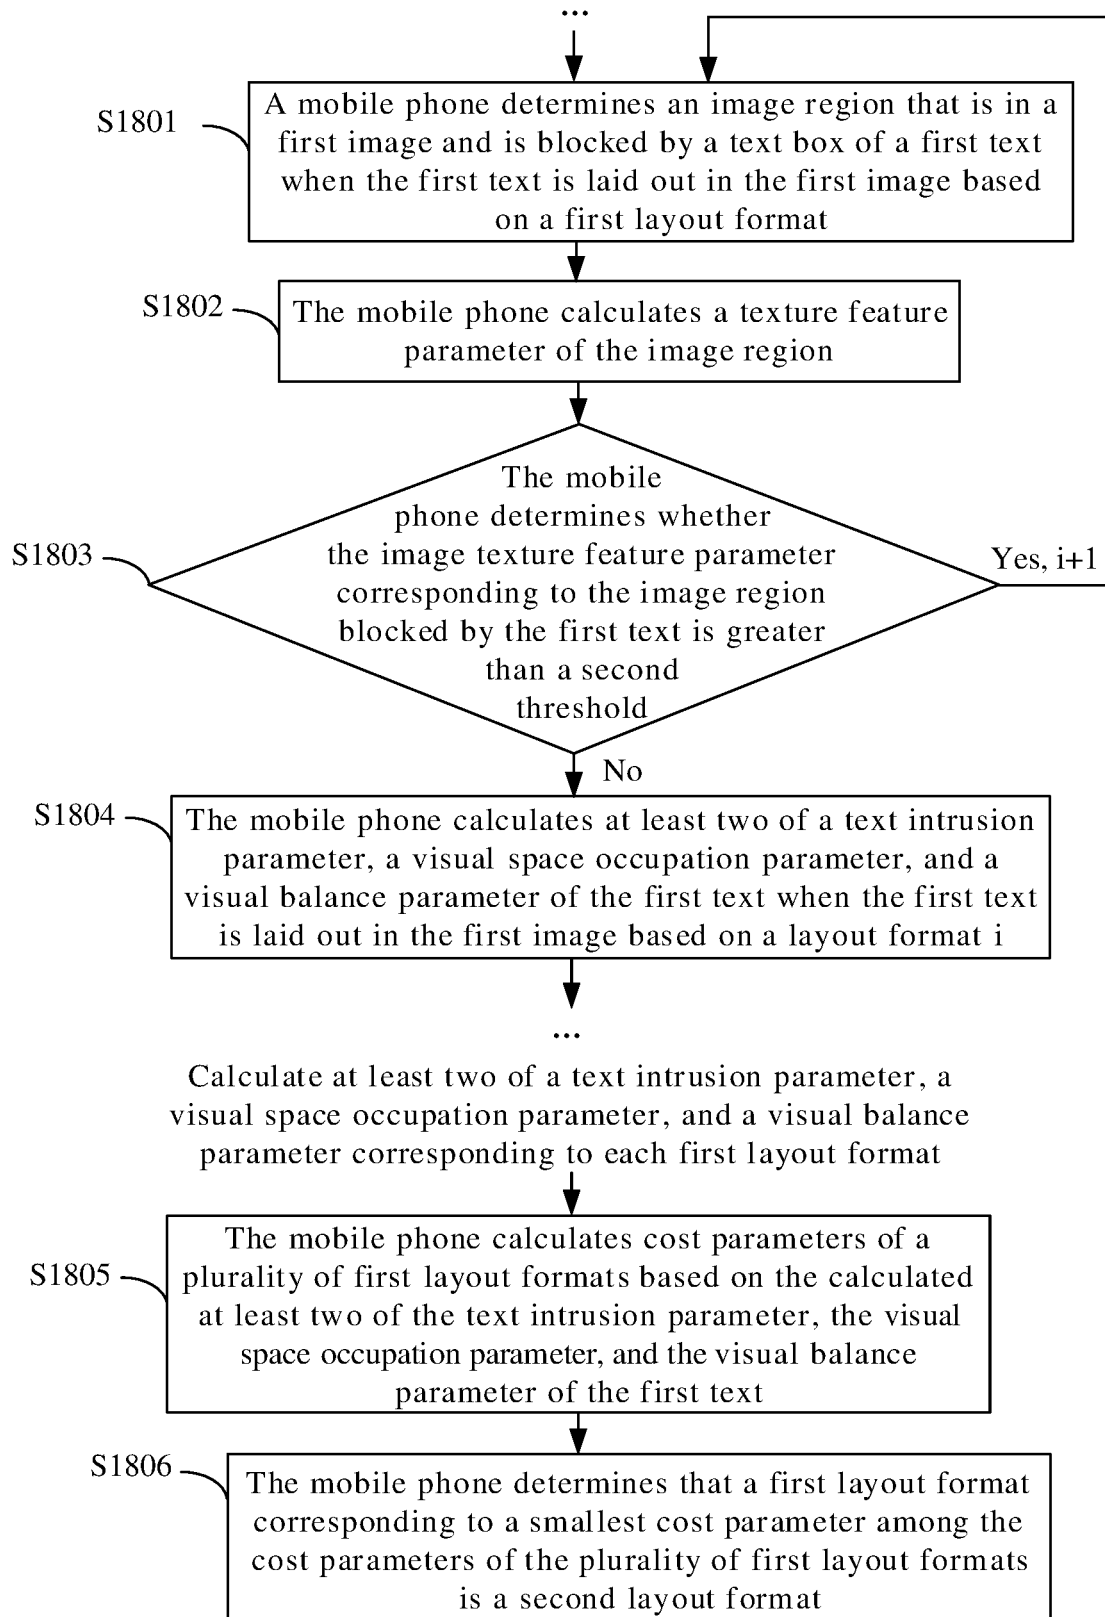 ...
S1801
A mobile phone determines an image region that is in a
first image and is blocked by a text box of a first text
when the first text is laid out in the first image based
on a first layout format
S1802
The mobile phone calculates a texture feature
parameter of the image region
S1803
The mobile
phone determines whether
the image texture feature parameter
corresponding to the image region
blocked by the first text is greater
than a second
threshold
Yes, i+1
No
S1804
The mobile phone calculates at least two of a text intrusion
parameter, a visual space occupation parameter, and a
visual balance parameter of the first text when the first text
is laid out in the first image based on a layout format i
...
Calculate at least two of a text intrusion parameter, a
visual space occupation parameter, and a visual balance
parameter corresponding to each first layout format
S1805
The mobile phone calculates cost parameters of a
plurality of first layout formats based on the calculated
at least two of the text intrusion parameter, the visual
space occupation parameter, and the visual balance
parameter of the first text
S1806
The mobile phone determines that a first layout format
corresponding to a smallest cost parameter among the
cost parameters of the plurality of first layout formats
is a second layout format